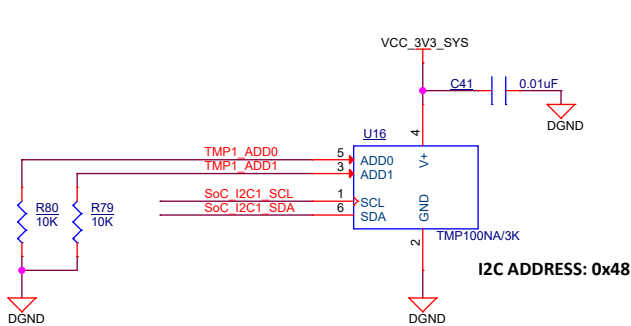 VCC_3V3_SYS
C41
0.01uF
DGND
U16
4
TMP1_ADD0
5
ADD0
V+
TMP1_ADD1
3
ADD1
SoC_I2C1_SCL
1
SCL
SoC_I2C1_SDA
6
SDA
GND
R80
10K
R79
10K
TMP100NA/3K
2
I2C ADDRESS: 0x48
DGND
DGND